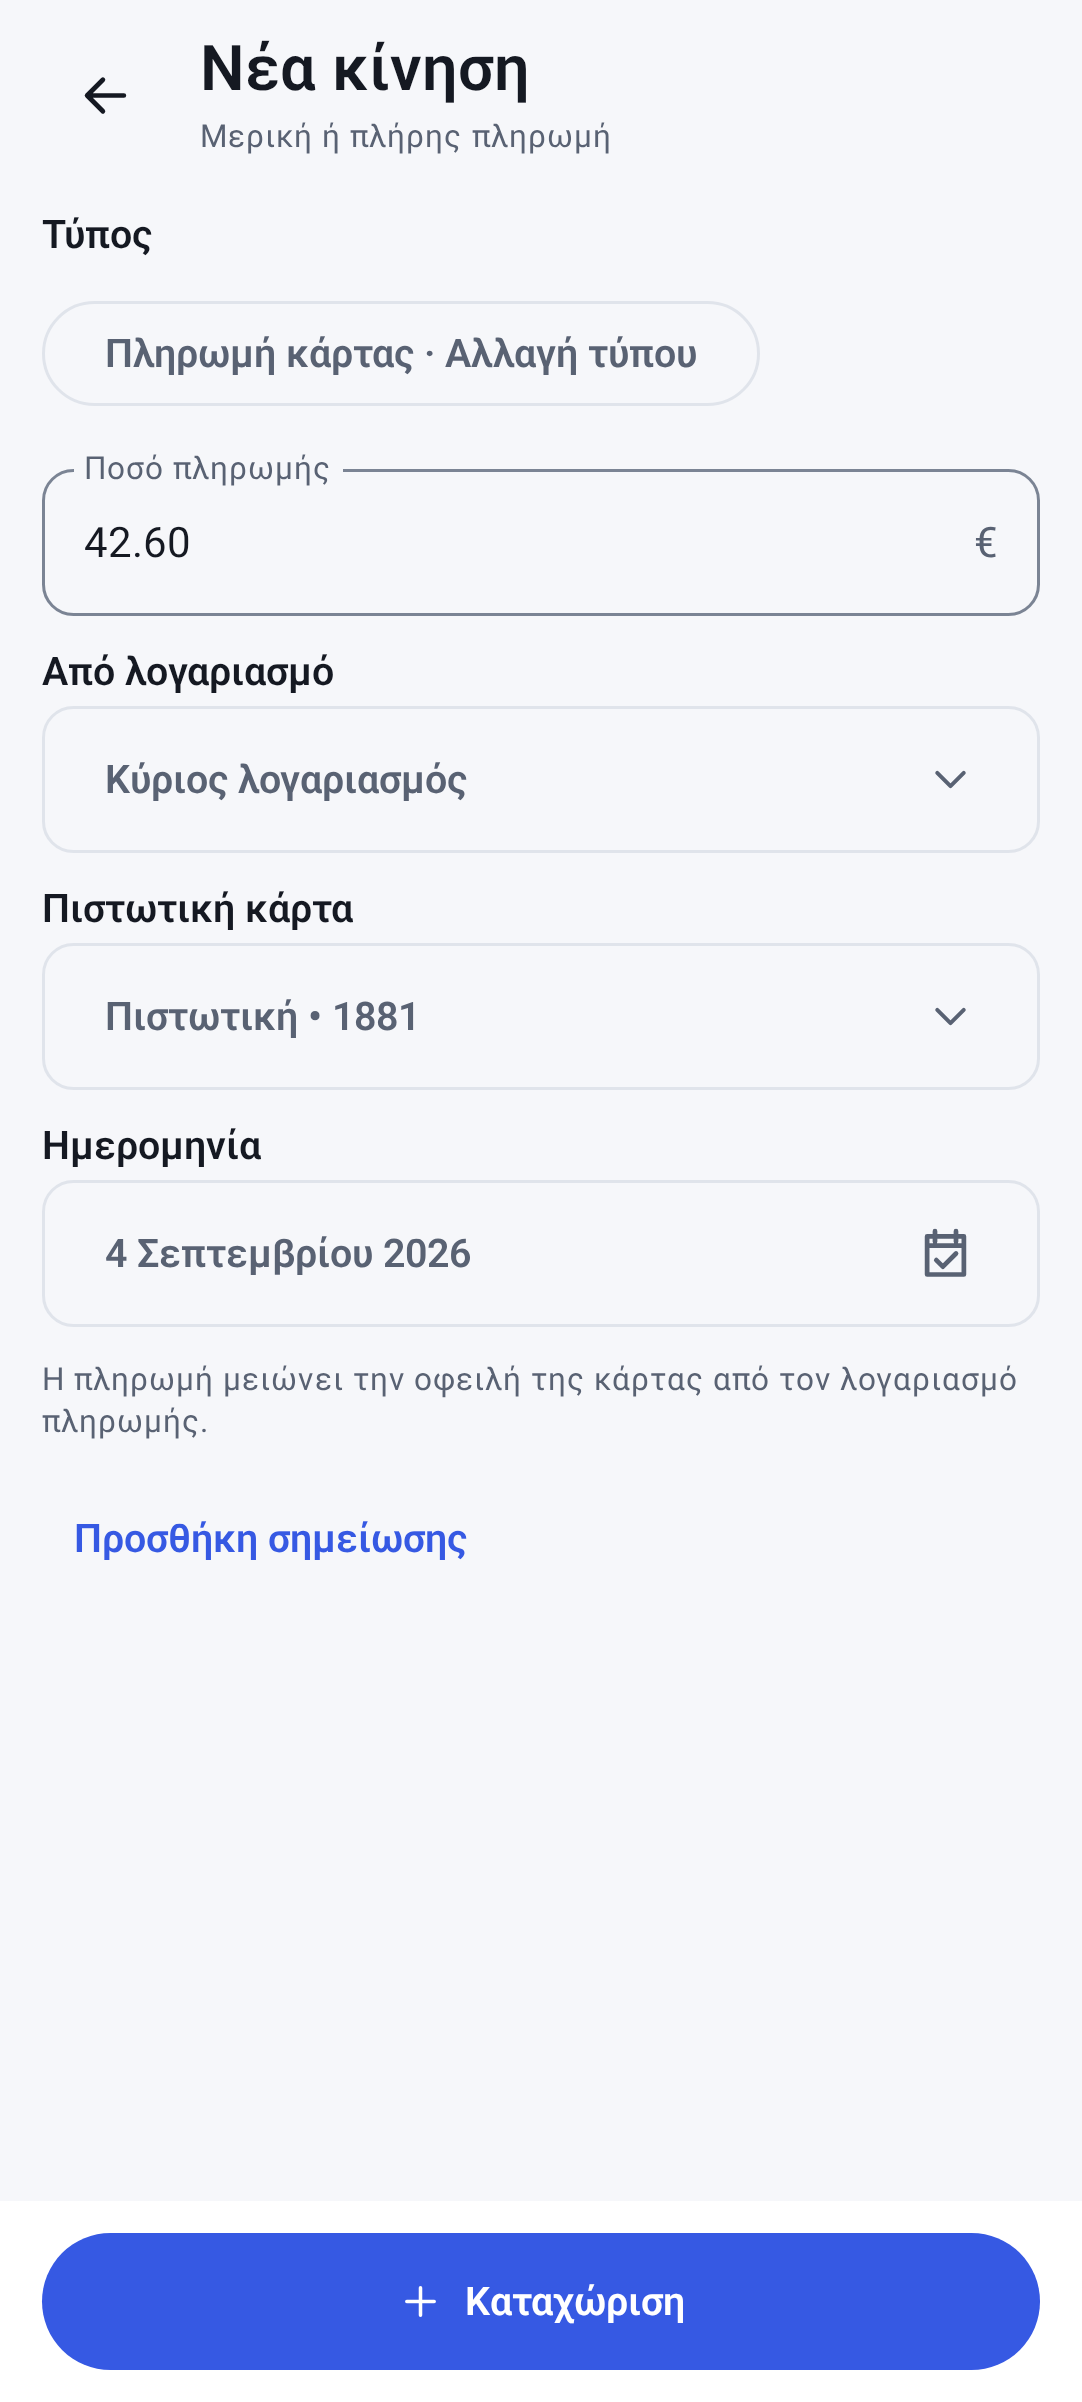 Νέα κίνηση
Μερική ή πλήρης πληρωμή
Τύπος
Πληρωμή κάρτας · Αλλαγή τύπου
Ποσό πληρωμής
42.60 €
Από λογαριασμό
Κύριος λογαριασμός
Πιστωτική κάρτα
Πιστωτική • 1881
Ημερομηνία
4 Σεπτεμβρίου 2026
Η πληρωμή μειώνει την οφειλή της κάρτας από τον λογαριασμό
πληρωμής.
Προσθήκη σημείωσης
Καταχώριση